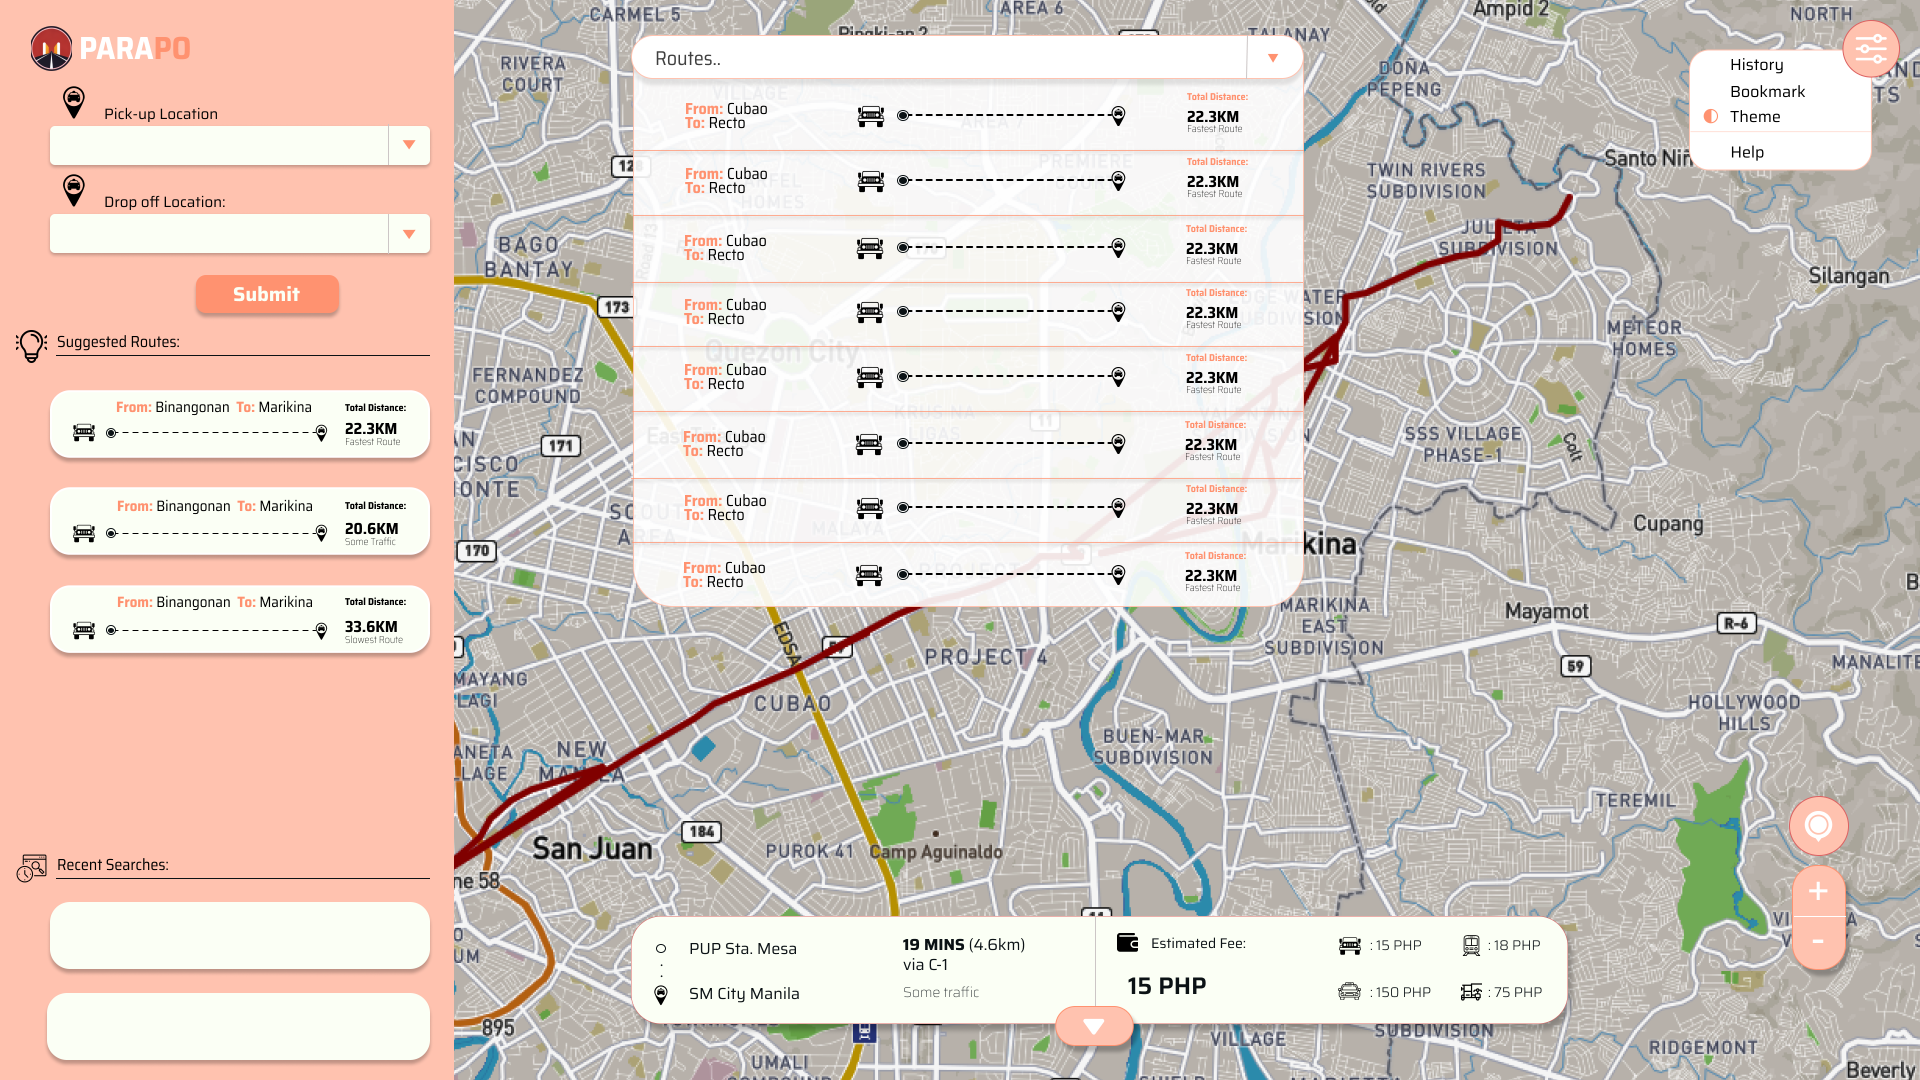 PARAPO
Pick-up Location
Drop off Location:
Submit
Suggested Routes:
From: Binangonan To: Marikina
Total Distance:
22.3KM
Fastest Route
From: Binangonan To: Marikina
Total Distance:
20.6KM
Some Traffic
From: Binangonan To: Marikina
Total Distance:
33.6KM
Slowest Route
Recent Searches:
Routes..
From: Cubao
To: Recto
Total Distance:
22.3KM
Fastest Route
From: Cubao
To: Recto
Total Distance:
22.3KM
Fastest Route
From: Cubao
To: Recto
Total Distance:
22.3KM
Fastest Route
From: Cubao
To: Recto
Total Distance:
22.3KM
Fastest Route
From: Cubao
To: Recto
Total Distance:
22.3KM
Fastest Route
From: Cubao
To: Recto
Total Distance:
22.3KM
Fastest Route
From: Cubao
To: Recto
Total Distance:
22.3KM
Fastest Route
From: Cubao
To: Recto
Total Distance:
22.3KM
Fastest Route
History
Bookmark
Theme
Help
PUP Sta. Mesa
SM City Manila
19 MINS (4.6km)
via C-1
Some traffic
Estimated Fee:
15 PHP
: 15 PHP
: 18 PHP
: 150 PHP
: 75 PHP
+
-
CARMEL 5
AREA 6
Ampid 2
NORTH
TALANAY
RIVERA
COURT
DOÑA
PEPENG
TWIN RIVERS
SUBDIVISION
BAGO
BANTAY
JULIETA
SUBDIVISION
Silangan
173
Quezon City
METEOR
HOMES
FERNANDEZ
COMPOUND
KRUS NA
LIGAS
11
171
SSS VILLAGE
PHASE-1
Colt
SCOUT
AREA
MALAYA
170
Cupang
Marikina
MARIKINA
EAST
SUBDIVISION
Mayamot
R-6
59
EDSA
PROJECT 4
MANALITE
CUBAO
HOLLYWOOD
HILLS
NEW
MANILA
BUEN-MAR
SUBDIVISION
TEREMIL
184
San Juan
PUROK 41
Camp Aguinaldo
895
UMALI
VILLAGE
SUBDIVISION
RIDGEMONT
Beverly